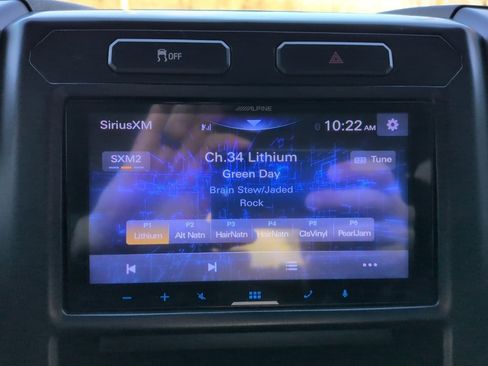 OFF
ALPINE
SiriusXM 10:22 AM
SXM2 Ch.34 Lithium 123 Tune
Green Day
Brain Stew/Jaded
Rock
P1 P2 P3 P4 P5 P6
Lithium Alt Natn HairNatn HairNatn ClsVinyl PearlJam